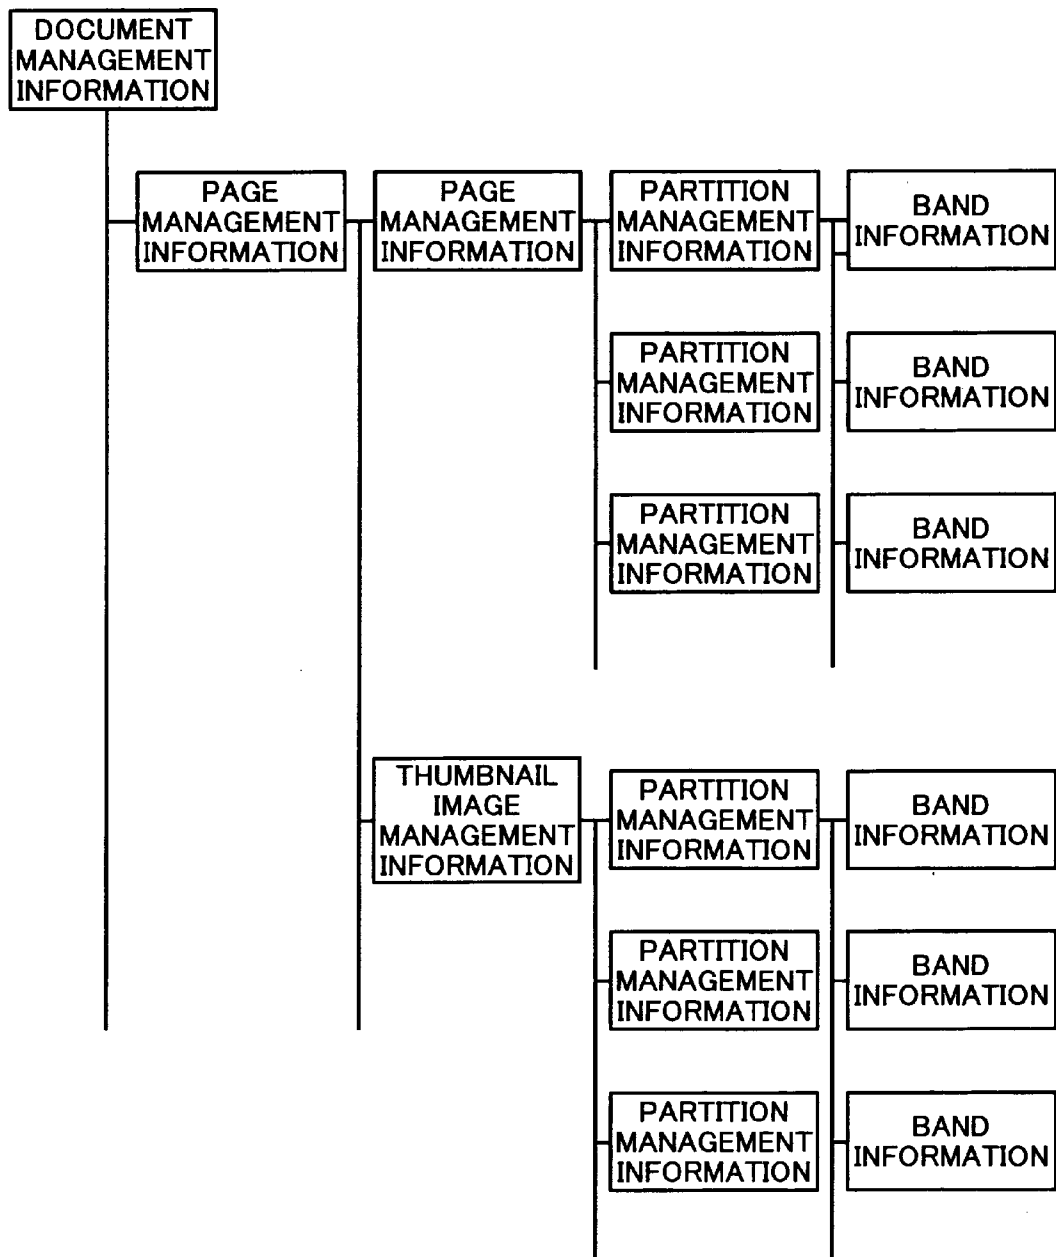 DOCUMENT
MANAGEMENT
INFORMATION
PAGE
MANAGEMENT
INFORMATION
PAGE
MANAGEMENT
INFORMATION
PARTITION
MANAGEMENT
INFORMATION
BAND
INFORMATION
PARTITION
MANAGEMENT
INFORMATION
BAND
INFORMATION
PARTITION
MANAGEMENT
INFORMATION
BAND
INFORMATION
THUMBNAIL
IMAGE
MANAGEMENT
INFORMATION
PARTITION
MANAGEMENT
INFORMATION
BAND
INFORMATION
PARTITION
MANAGEMENT
INFORMATION
BAND
INFORMATION
PARTITION
MANAGEMENT
INFORMATION
BAND
INFORMATION